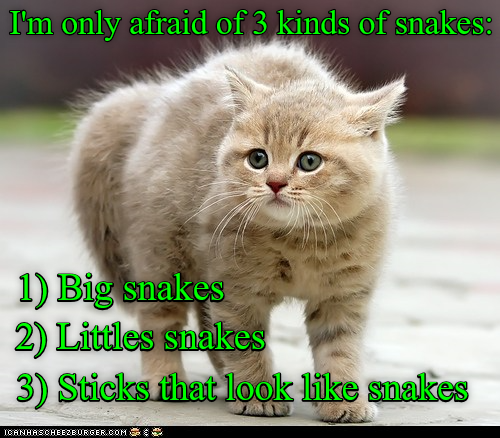 I'm only afraid of 3 kinds of snakes:
1) Big snakes
2) Littles snakes
3) Sticks that look like snakes
ICANHASCHEEZBURGER.COM